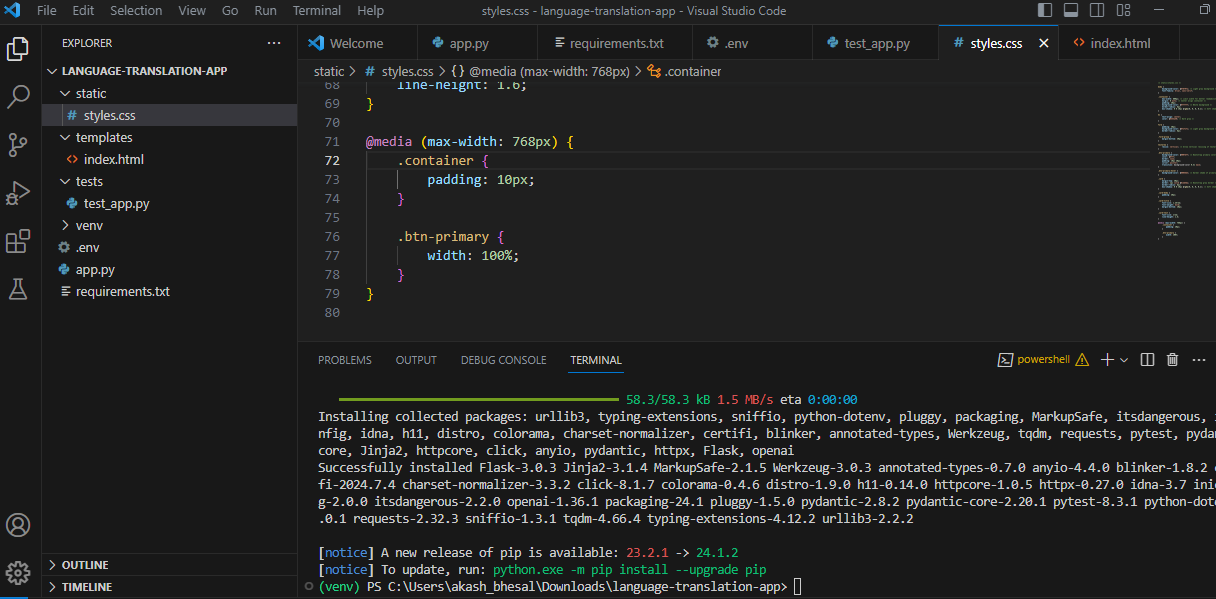 File Edit Selection View Go Run Terminal Help styles.css - language-translation-app - Visual Studio Code
EXPLORER
LANGUAGE-TRANSLATION-APP
static
# styles.css
templates
<> index.html
tests
test_app.py
venv
.env
app.py
requirements.txt
OUTLINE
TIMELINE
Welcome app.py requirements.txt .env test_app.py # styles.css <> index.html
static > # styles.css > {} @media (max-width: 768px) > .container
68 line-height: 1.6;
69 }
70
71 @media (max-width: 768px) {
72 .container {
73 padding: 10px;
74 }
75
76 .btn-primary {
77 width: 100%;
78 }
79 }
80
PROBLEMS OUTPUT DEBUG CONSOLE TERMINAL powershell
58.3/58.3 kB 1.5 MB/s eta 0:00:00
Installing collected packages: urllib3, typing-extensions, sniffio, python-dotenv, pluggy, packaging, MarkupSafe, itsdangerous,
nfig, idna, h11, distro, colorama, charset-normalizer, certifi, blinker, annotated-types, Werkzeug, tqdm, requests, pytest, pydan
core, Jinja2, httpcore, click, anyio, pydantic, httpx, Flask, openai
Successfully installed Flask-3.0.3 Jinja2-3.1.4 MarkupSafe-2.1.5 Werkzeug-3.0.3 annotated-types-0.7.0 anyio-4.4.0 blinker-1.8.2
fi-2024.7.4 charset-normalizer-3.3.2 click-8.1.7 colorama-0.4.6 distro-1.9.0 h11-0.14.0 httpcore-1.0.5 httpx-0.27.0 idna-3.7 inic
g-2.0.0 itsdangerous-2.2.0 openai-1.36.1 packaging-24.1 pluggy-1.5.0 pydantic-2.8.2 pydantic-core-2.20.1 pytest-8.3.1 python-dot
.0.1 requests-2.32.3 sniffio-1.3.1 tqdm-4.66.4 typing-extensions-4.12.2 urllib3-2.2.2
[notice] A new release of pip is available: 23.2.1 -> 24.1.2
[notice] To update, run: python.exe -m pip install --upgrade pip
(venv) PS C:\Users\akash_bhesal\Downloads\language-translation-app>